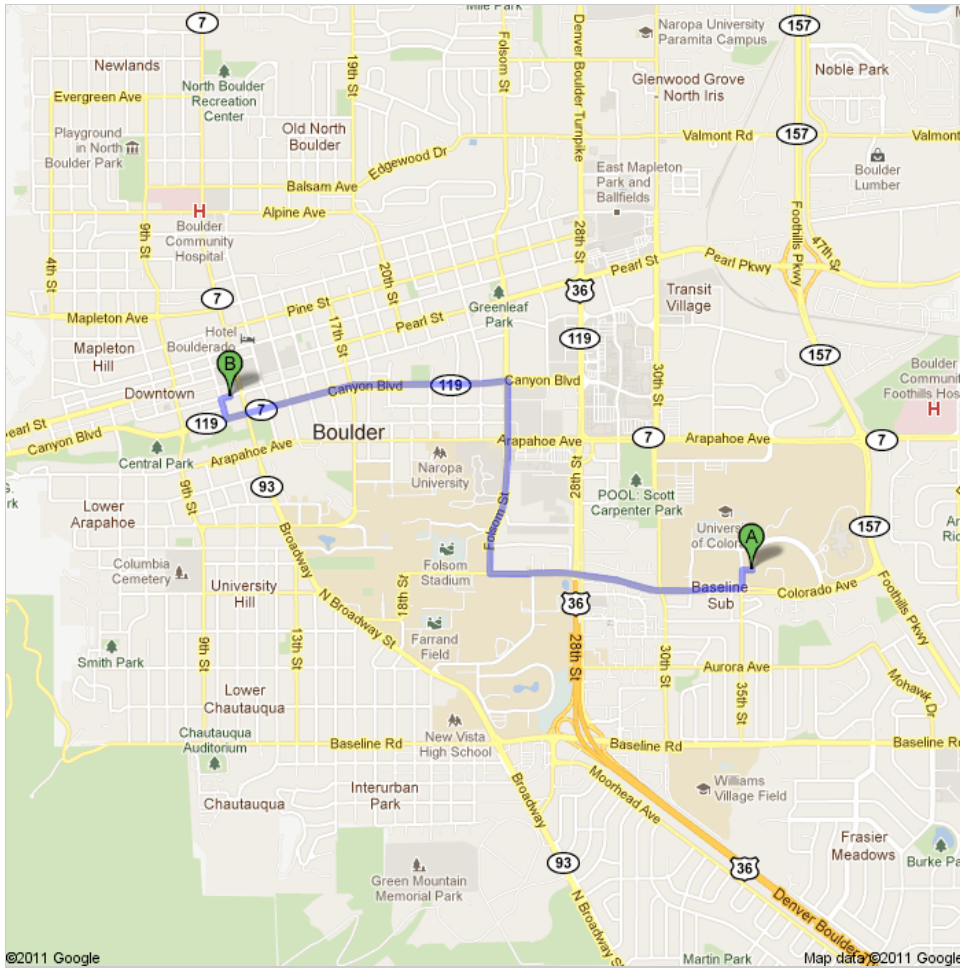 Mile Park
7
Naropa University
Paramita Campus
157
Newlands
19th St
Folsom St
Denver Boulder Turnpike
Noble Park
North Boulder
Recreation
Center
Glenwood Grove
- North Iris
Evergreen Ave
Playground
in North
Boulder Park
Old North
Boulder
Edgewood Dr
Valmont Rd
157
Valmont
East Mapleton
Park and
Ballfields
Boulder
Lumber
Balsam Ave
H
Alpine Ave
Boulder
Community
Hospital
4th St
9th St
20th St
28th St
Foothills Pkwy
47th St
Pearl St
Pearl Pkwy
7
Pine St
36
Transit
Village
Greenleaf
Park
Mapleton Ave
17th St
Pearl St
119
Hotel
Boulderado
Mapleton
Hill
157
B
30th St
Boulder
Communit
Foothills Hos
H
Downtown
Canyon Blvd
119
Canyon Blvd
7
119
Pearl St
Canyon Blvd
Boulder
Arapahoe Ave
7
Arapahoe Ave
7
Central Park
Arapahoe Ave
Naropa
University
28th St
93
9th St
POOL: Scott
Carpenter Park
G.
rk
Lower
Arapahoe
Broadway
Folsom St
University
of Colora
A
157
Columbia
Cemetery
Folsom
Stadium
University
Hill
18th St
36
Baseline
Sub
Colorado Ave
Foothills Pkwy
N Broadway St
Farrand
Field
28th St
30th St
35th St
9th St
13th St
Smith Park
Aurora Ave
Mohawk Dr
Lower
Chautauqua
New Vista
High School
Chautauqua
Auditorium
Baseline Rd
Baseline Rd
Baseline Rd
Chautauqua
Interurban
Park
Broadway
Moorhead Ave
Williams
Village Field
Frasier
Meadows
Burke Pa
93
36
Green Mountain
Memorial Park
N Broadway
Denver Boulder
Martin Park
©2011 Google
Map data ©2011 Google